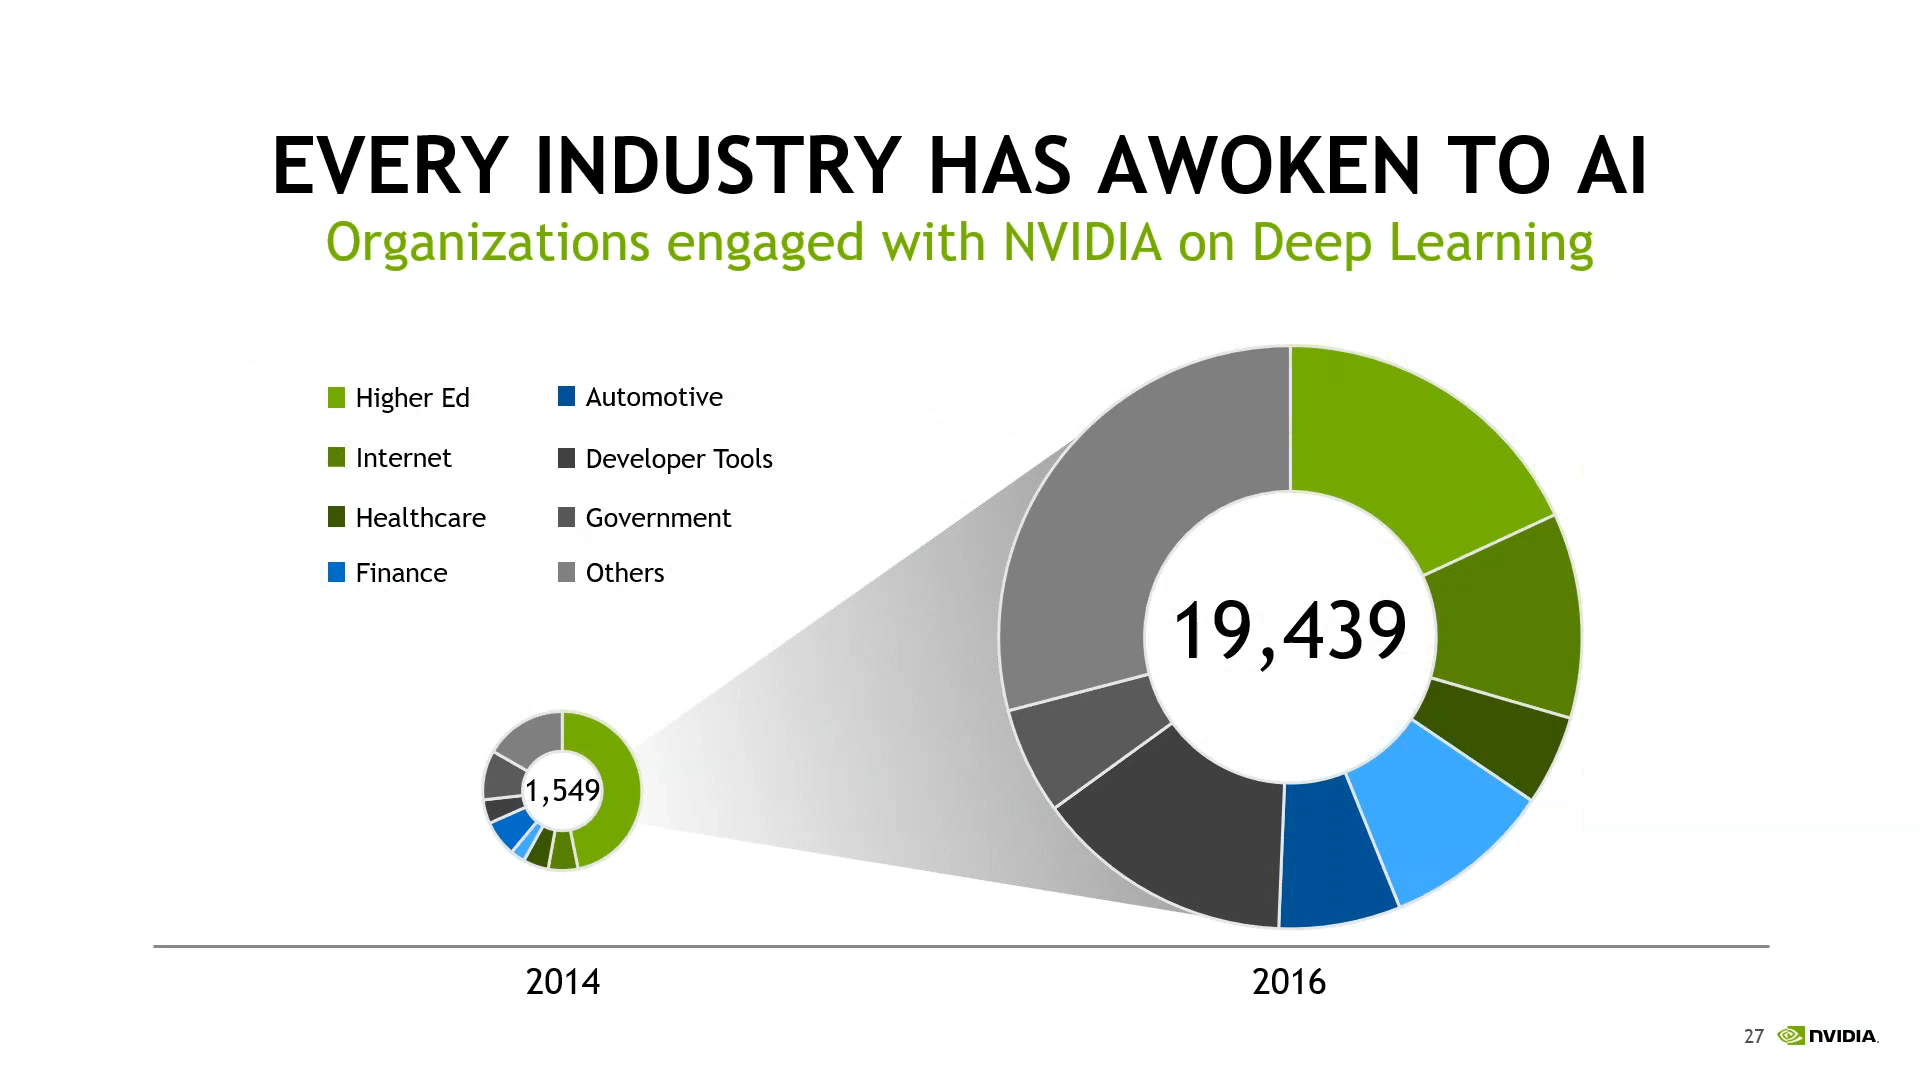 EVERY INDUSTRY HAS AWOKEN TO AI
Organizations engaged with NVIDIA on Deep Learning
Higher Ed
Automotive
Internet
Developer Tools
Healthcare
Government
Finance
Others
19,439
1,549
2014
2016
27
NVIDIA.